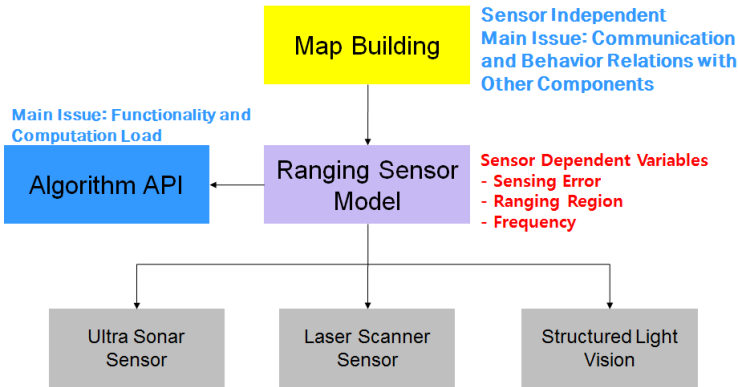 Map Building
Sensor Independent
Main Issue: Communication
and Behavior Relations with
Other Components
Main Issue: Functionality and
Computation Load
Algorithm API
Ranging Sensor
Model
Sensor Dependent Variables
- Sensing Error
- Ranging Region
- Frequency
Ultra Sonar
Sensor
Laser Scanner
Sensor
Structured Light
Vision